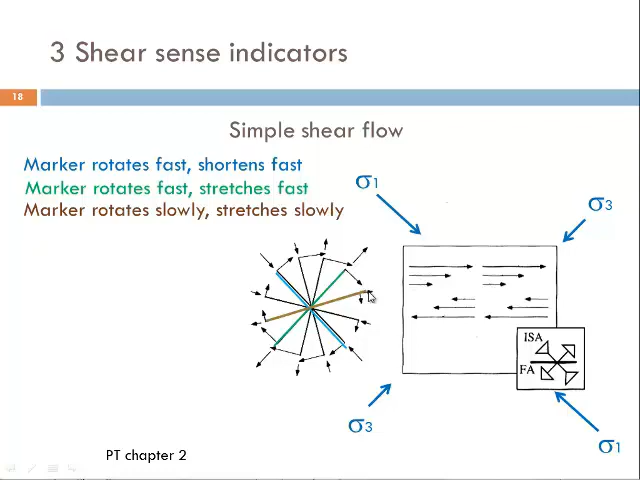 3 Shear sense indicators
18
Simple shear flow
Marker rotates fast, shortens fast
Marker rotates fast, stretches fast
Marker rotates slowly, stretches slowly
σ1
σ3
ISA
FA
σ3
σ1
PT chapter 2